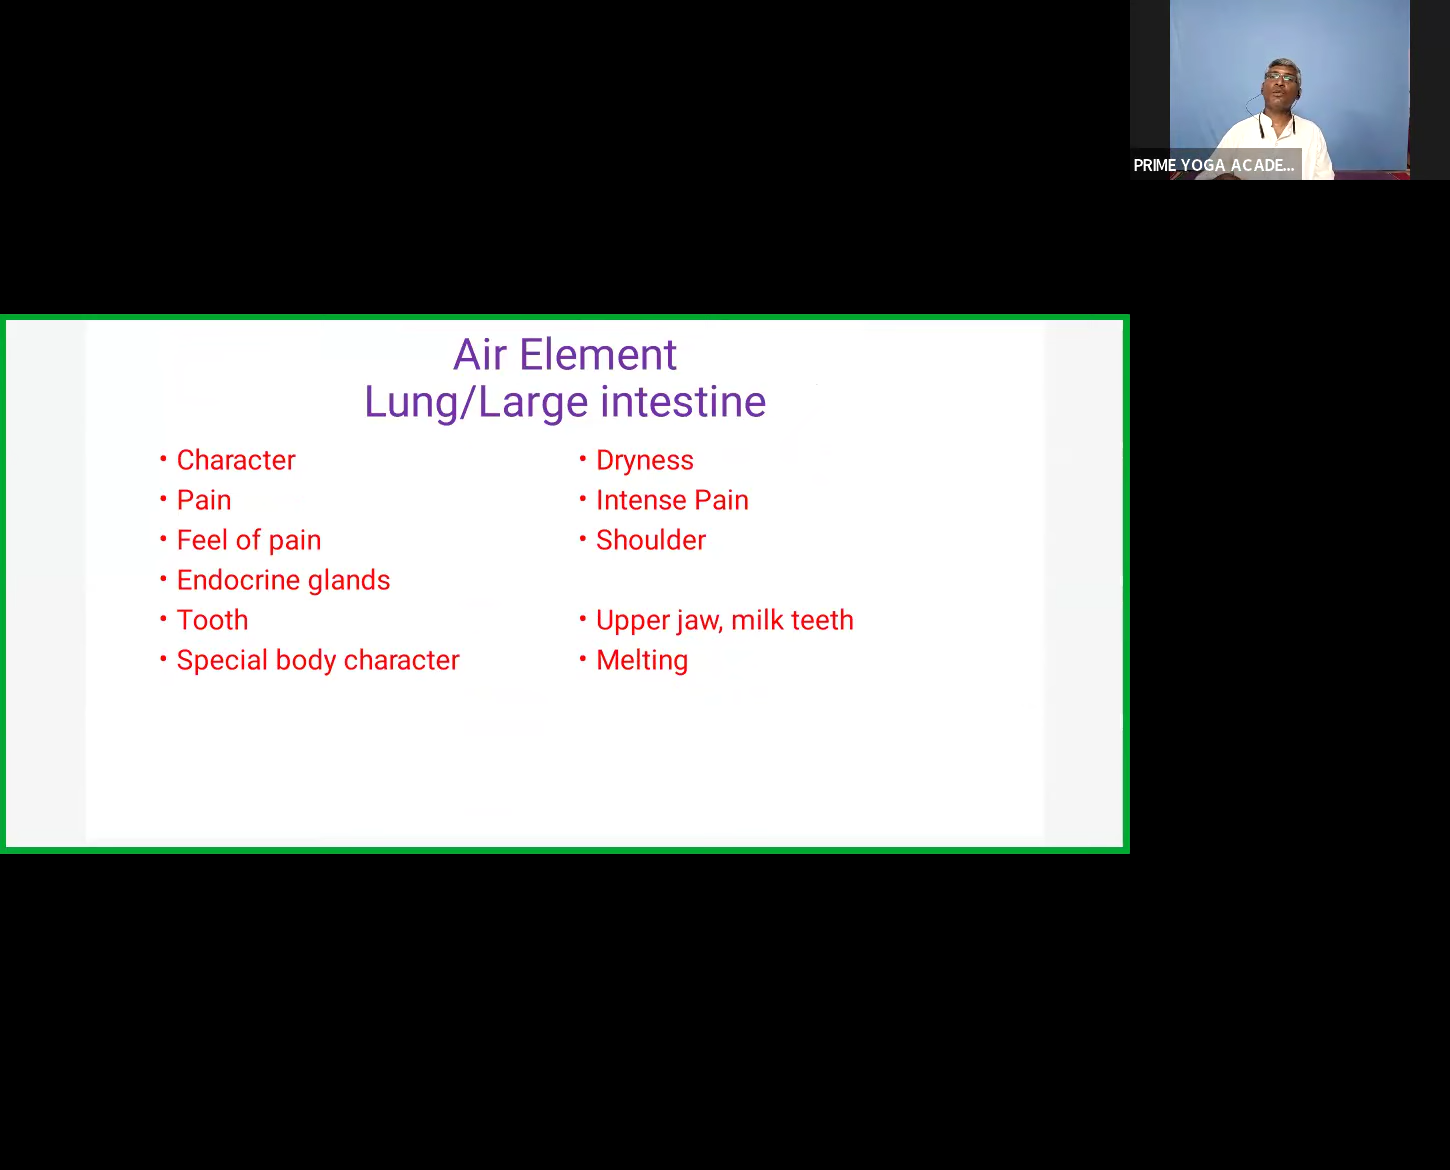 PRIME YOGA ACADE...
Air Element
Lung/Large intestine
• Character
• Pain
• Feel of pain
• Endocrine glands
• Tooth
• Special body character
• Dryness
• Intense Pain
• Shoulder
• Upper jaw, milk teeth
• Melting